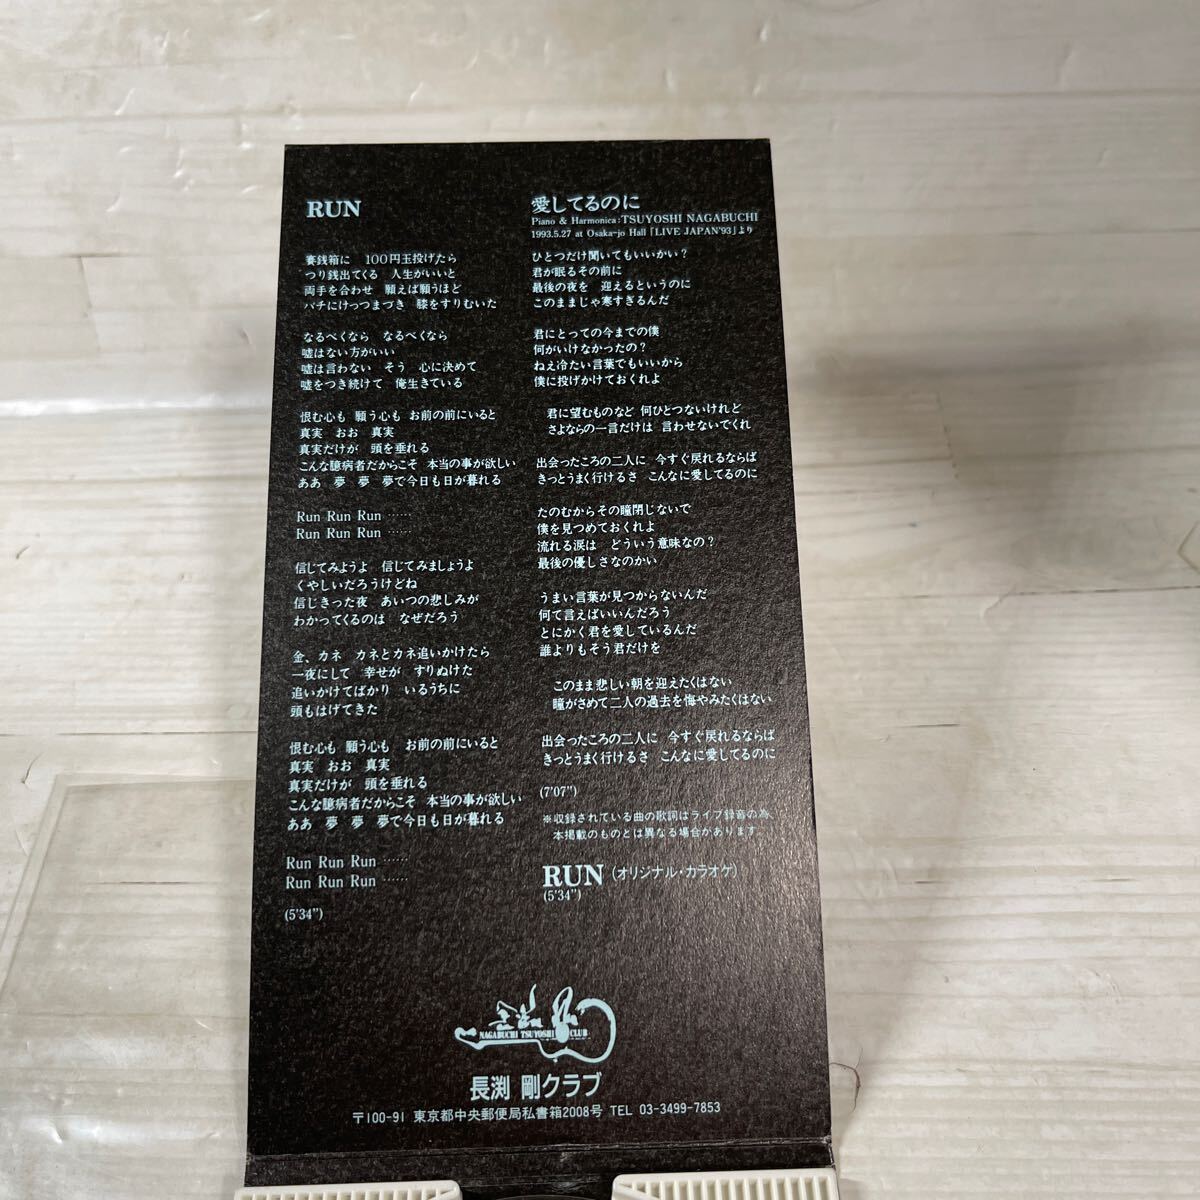 RUN
賽銭箱に　100円玉投げたら
つり銭出てくる　人生がいいと
両手を合わせ　願えば願うほど
バチにけっつまづき　膝をすりむいた
なるべくなら　なるべくなら
嘘はない方がいい
嘘は言わない　そう　心に決めて
嘘をつき続けて　俺生きている
恨む心も　願う心も　お前の前にいると
真実　おお　真実
真実だけが　頭を垂れる
こんな臆病者だからこそ　本当の事が欲しい
ああ　夢　夢　夢で今日も日が暮れる
Run Run Run ……
Run Run Run ……
信じてみようよ　信じてみましょうよ
くやしいだろうけどね
信じきった夜　あいつの悲しみが
わかってくるのは　なぜだろう
金、カネ　カネとカネ追いかけたら
一夜にして　幸せが　すりぬけた
追いかけてばかり　いるうちに
頭もはげてきた
恨む心も　願う心も　お前の前にいると
真実　おお　真実
真実だけが　頭を垂れる
こんな臆病者だからこそ　本当の事が欲しい
ああ　夢　夢　夢で今日も日が暮れる
Run Run Run ……
Run Run Run ……
(5'34")
愛してるのに
Piano & Harmonica:TSUYOSHI NAGABUCHI
1993.5.27 at Osaka-jo Hall「LIVE JAPAN'93」より
ひとつだけ聞いてもいいかい？
君が眠るその前に
最後の夜を　迎えるというのに
このままじゃ寒すぎるんだ
君にとっての今までの僕
何がいけなかったの？
ねえ冷たい言葉でもいいから
僕に投げかけておくれよ
君に望むものなど　何ひとつないけれど
さよならの一言だけは　言わせないでくれ
出会ったころの二人に　今すぐ戻れるならば
きっとうまく行けるさ　こんなに愛してるのに
たのむからその瞳閉じないで
僕を見つめておくれよ
流れる涙は　どういう意味なの？
最後の優しさなのかい
うまい言葉が見つからないんだ
何て言えばいいんだろう
とにかく君を愛しているんだ
誰よりもそう君だけを
このまま悲しい朝を迎えたくはない
瞳がさめて二人の過去を悔やみたくはない
出会ったころの二人に　今すぐ戻れるならば
きっとうまく行けるさ　こんなに愛してるのに
(7'07")
※収録されている曲の歌詞はライブ録音の為、
本掲載のものとは異なる場合があります。
RUN（オリジナル・カラオケ）
(5'34")
NAGABUCHI TSUYOSHI CLUB
長渕 剛クラブ
〒100-91 東京都中央郵便局私書箱2008号 TEL 03-3499-7853